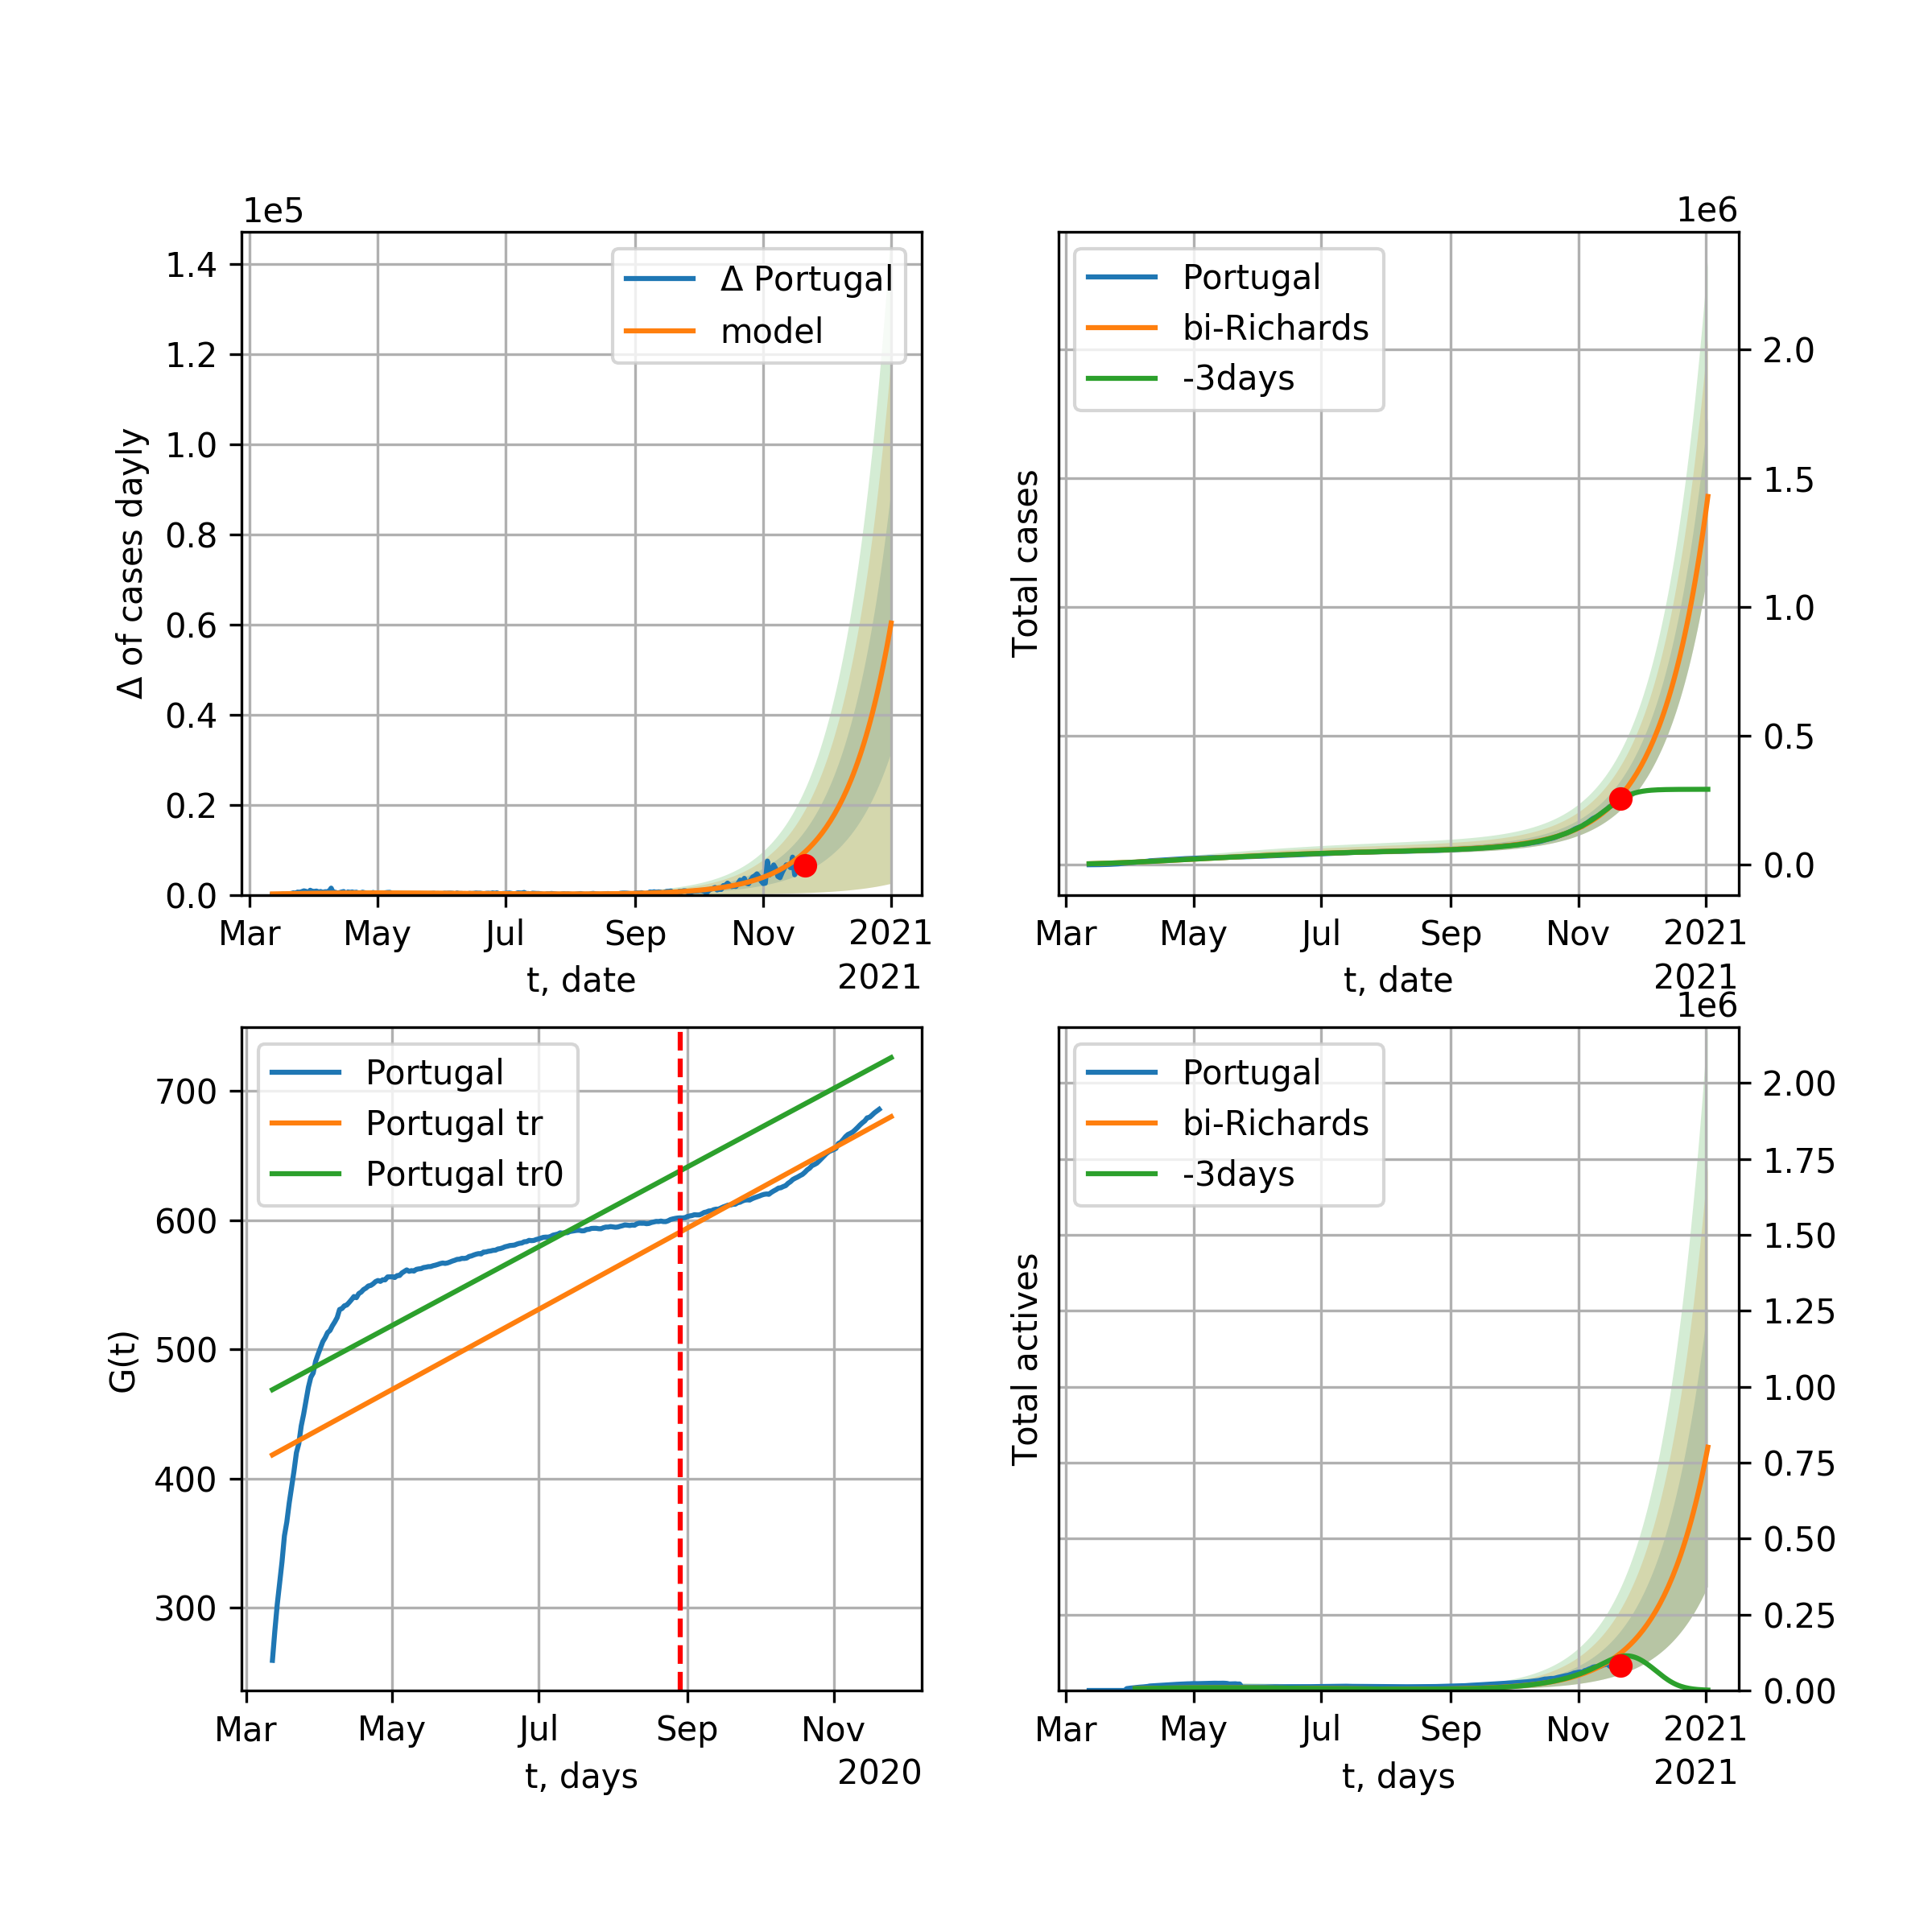 1e5
1.4
1.2
1.0
0.8
0.6
0.4
0.2
0.0
Δ of cases dayly
Δ Portugal
model
Mar May Jul Sep Nov 2021
t, date
2021
1e6
Portugal
bi-Richards
-3days
Total cases
2.0
1.5
1.0
0.5
0.0
Mar May Jul Sep Nov 2021
t, date
2021
700
600
500
400
300
G(t)
Portugal
Portugal tr
Portugal tr0
Mar May Jul Sep Nov
t, days
2020
1e6
Portugal
bi-Richards
-3days
Total actives
2.00
1.75
1.50
1.25
1.00
0.75
0.50
0.25
0.00
Mar May Jul Sep Nov 2021
t, days
2021